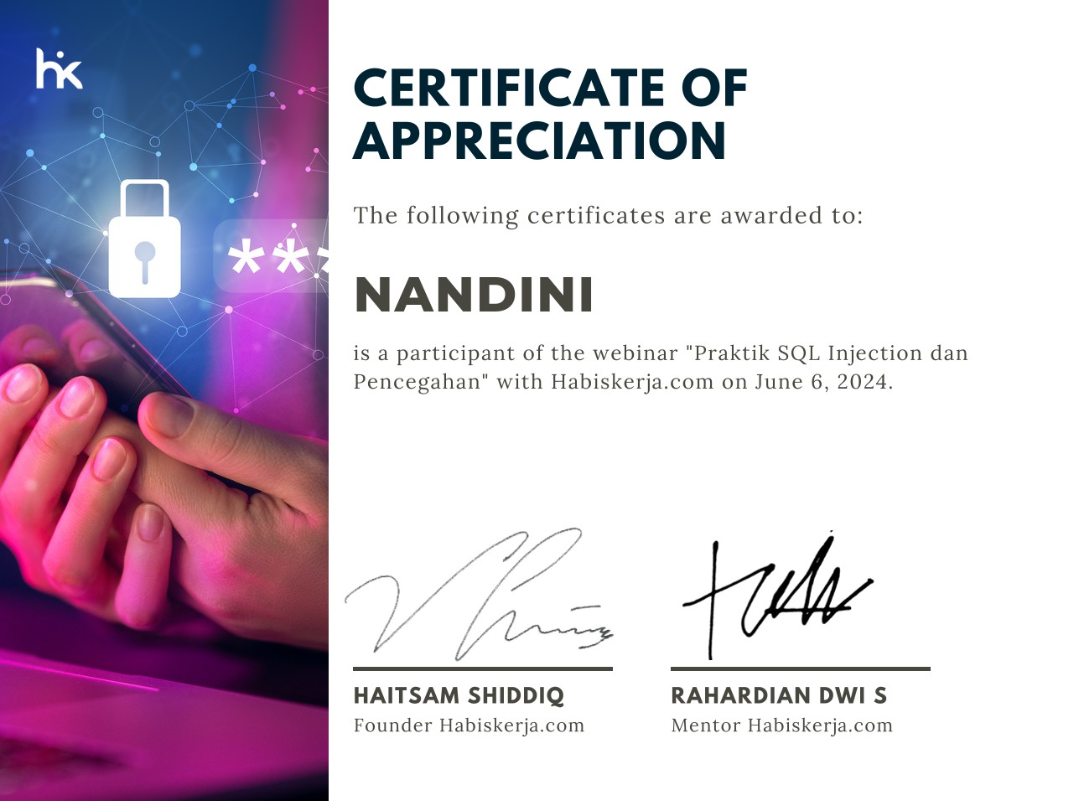 hk
CERTIFICATE OF
APPRECIATION
The following certificates are awarded to:
***
NANDINI
is a participant of the webinar "Praktik SQL Injection dan
Pencegahan" with Habiskerja.com on June 6, 2024.
HAITSAM SHIDDIQ
Founder Habiskerja.com
RAHARDIAN DWI S
Mentor Habiskerja.com